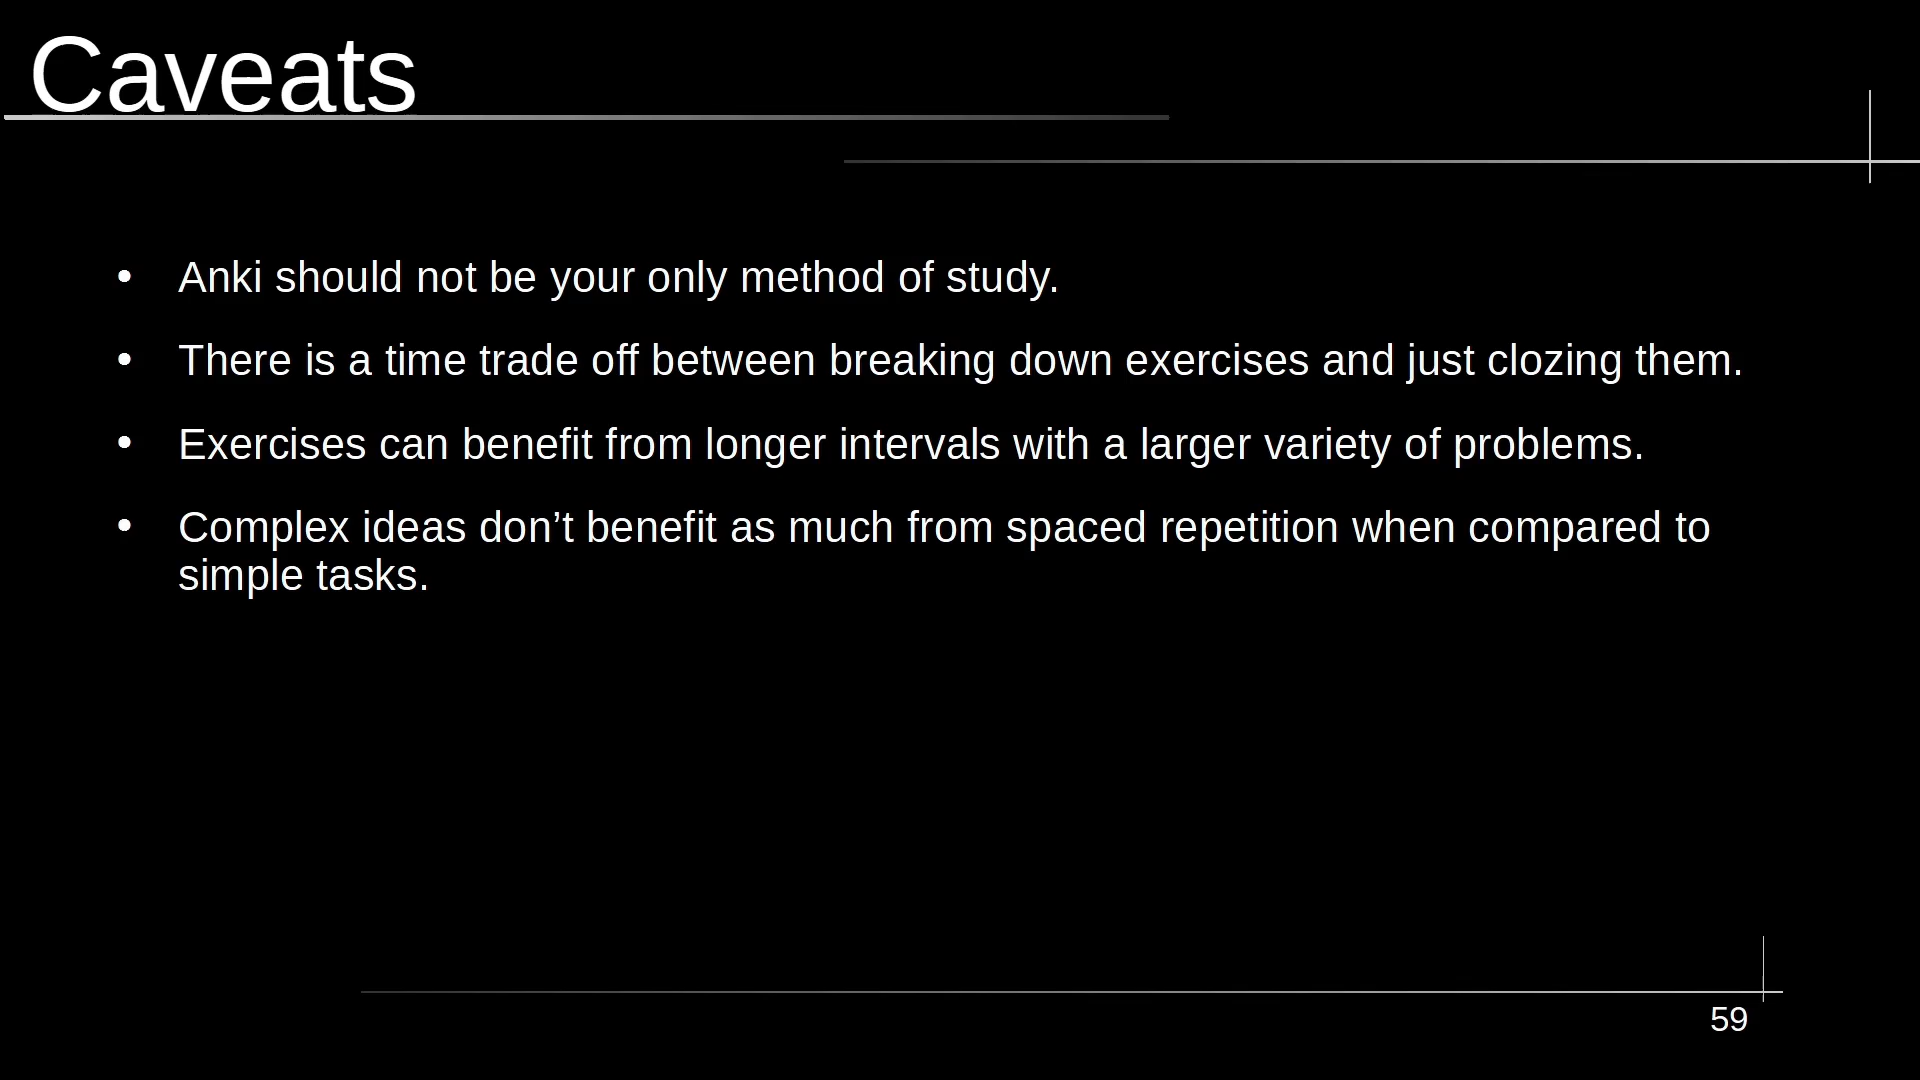 Caveats
• Anki should not be your only method of study.
• There is a time trade off between breaking down exercises and just clozing them.
• Exercises can benefit from longer intervals with a larger variety of problems.
• Complex ideas don’t benefit as much from spaced repetition when compared to
simple tasks.
59